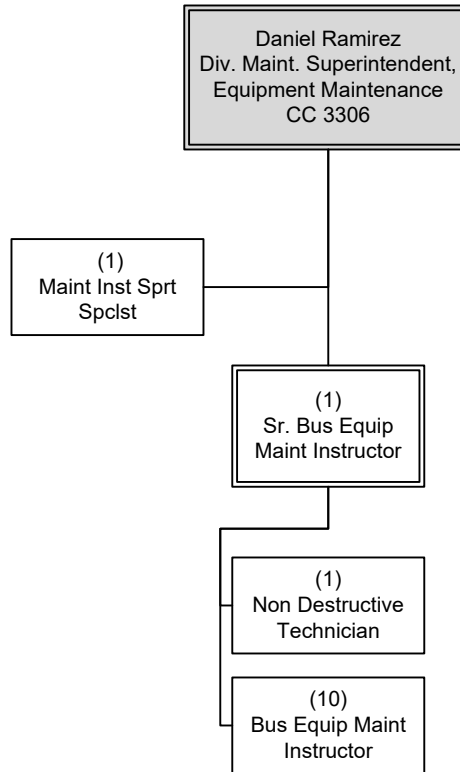 Daniel Ramirez
Div. Maint. Superintendent,
Equipment Maintenance
CC 3306
(1)
Maint Inst Sprt
Spclst
(1)
Sr. Bus Equip
Maint Instructor
(1)
Non Destructive
Technician
(10)
Bus Equip Maint
Instructor